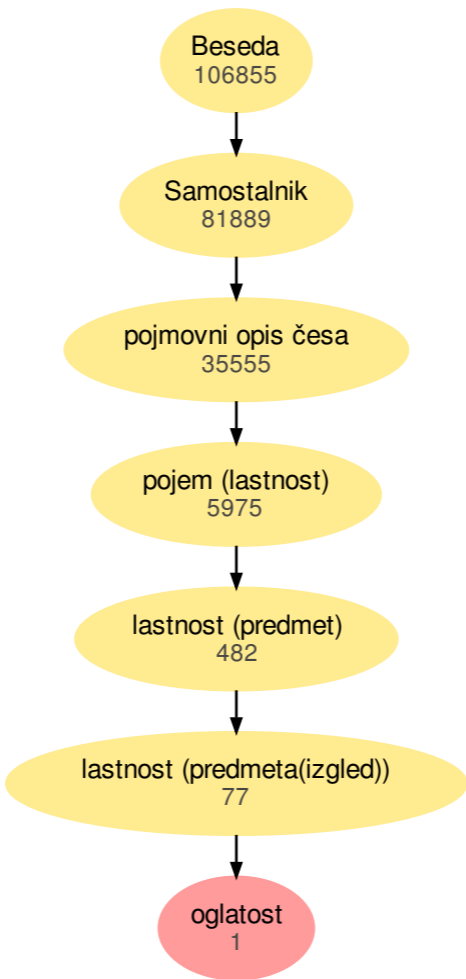 Beseda
106855
Samostalnik
81889
pojmovni opis česa
35555
pojem (lastnost)
5975
lastnost (predmet)
482
lastnost (predmeta(izgled))
77
oglatost
1